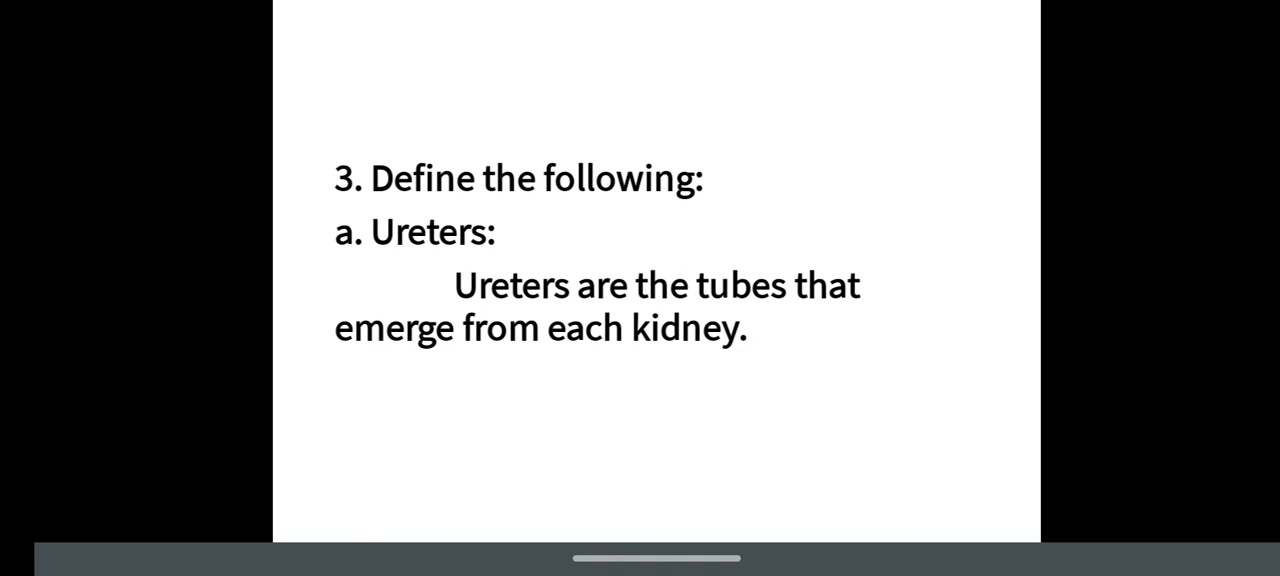 3. Define the following:
a. Ureters:
Ureters are the tubes that
emerge from each kidney.